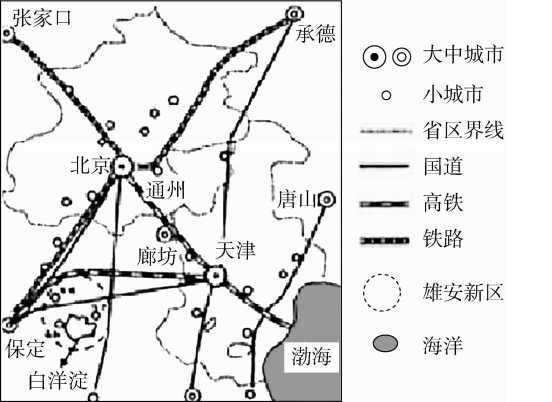 张家口
承德
北京
通州
唐山
廊坊
天津
保定
白洋淀
渤海
大中城市
小城市
省区界线
国道
高铁
铁路
雄安新区
海洋